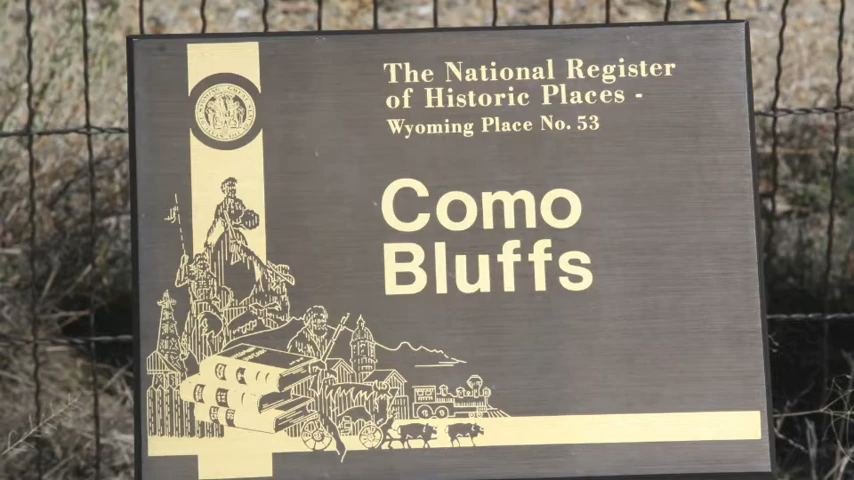 The National Register
of Historic Places -
Wyoming Place No. 53
Como
Bluffs